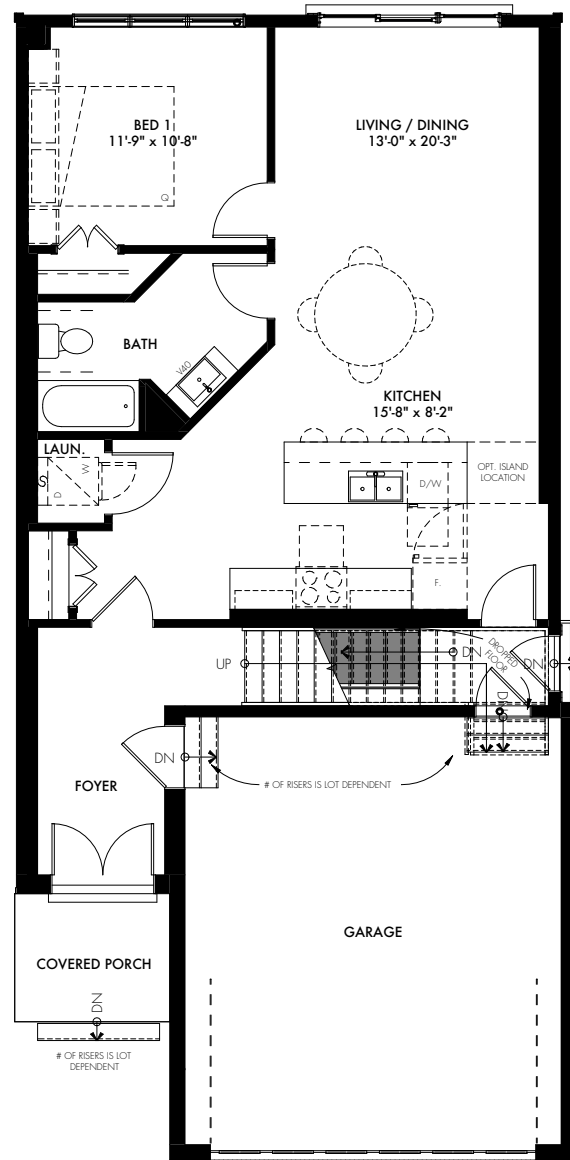 BED 1
11'-9" x 10'-8"
LIVING / DINING
13'-0" x 20'-3"
Q
BATH
V40
KITCHEN
15'-8" x 8'-2"
LAUN.
S
D
W
D/W
OPT. ISLAND
LOCATION
F.
UP
DN
DROPPED
FLOOR
DN
DN
DN
# OF RISERS IS LOT DEPENDENT
FOYER
GARAGE
COVERED PORCH
DN
# OF RISERS IS LOT
DEPENDENT